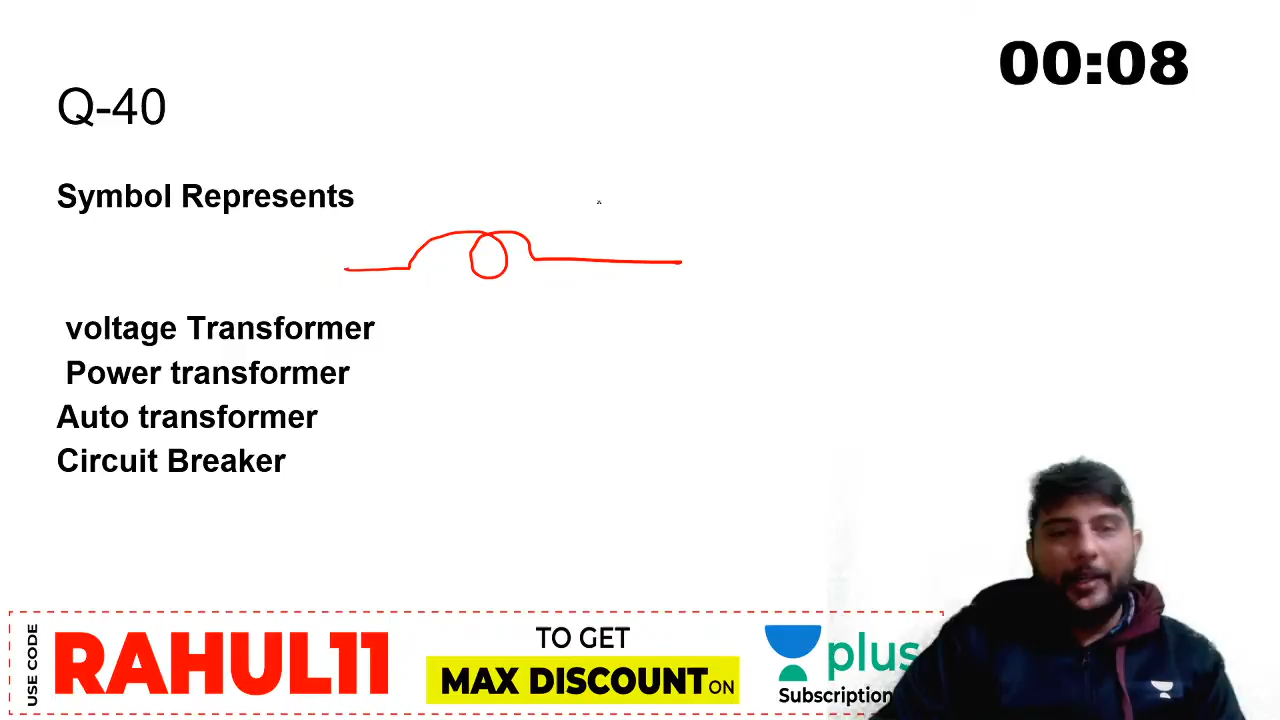 00:08
Q-40
Symbol Represents
voltage Transformer
Power transformer
Auto transformer
Circuit Breaker
USE CODE
RAHUL11
TO GET
MAX DISCOUNT ON
plus
Subscription